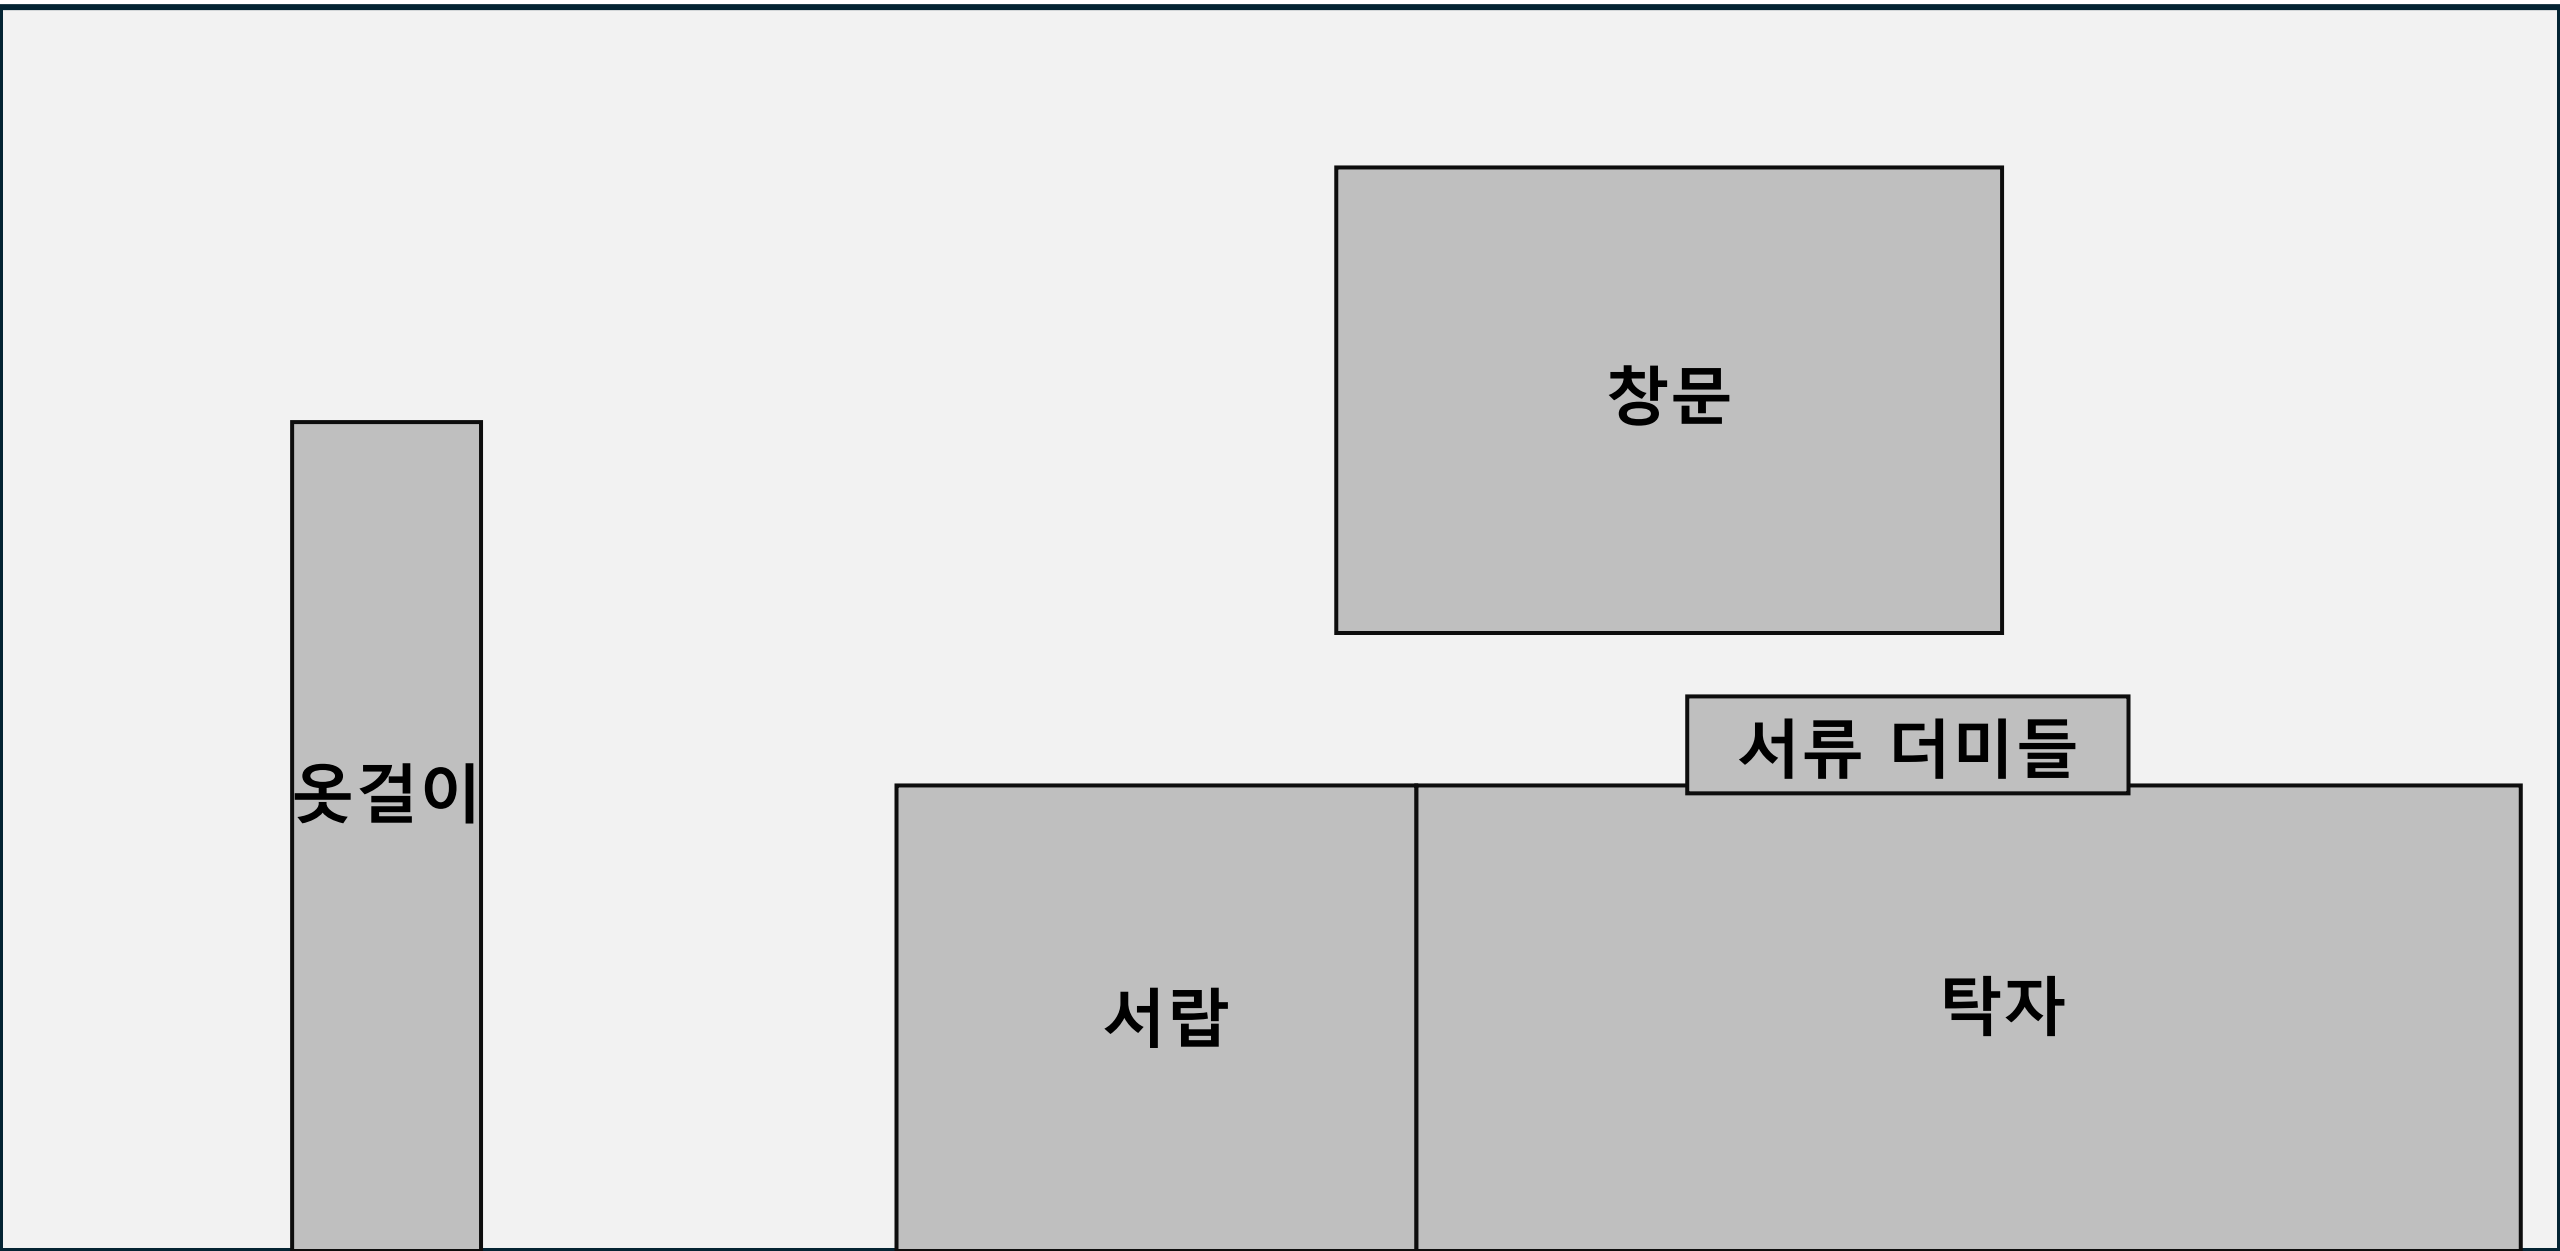 창문
서류 더미들
옷걸이
서랍
탁자